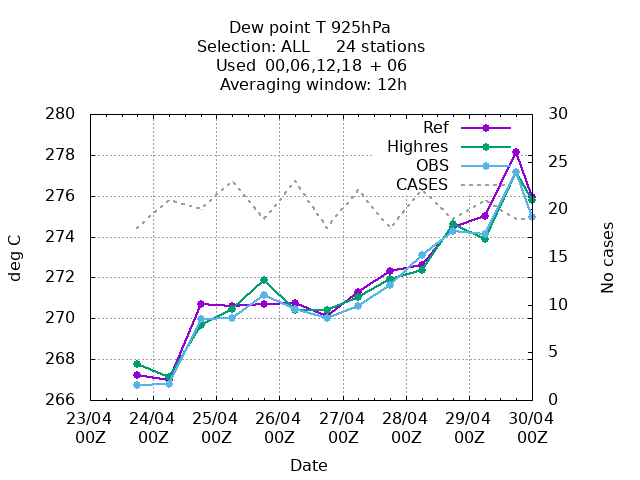 Dew point T 925hPa
Selection: ALL 24 stations
Used 00,06,12,18 + 06
Averaging window: 12h
280
278
276
274
272
270
268
266
deg C
30
25
20
15
10
5
0
No cases
Ref
Highres
OBS
CASES
23/04 24/04 25/04 26/04 27/04 28/04 29/04 30/04
00Z 00Z 00Z 00Z 00Z 00Z 00Z 00Z
Date